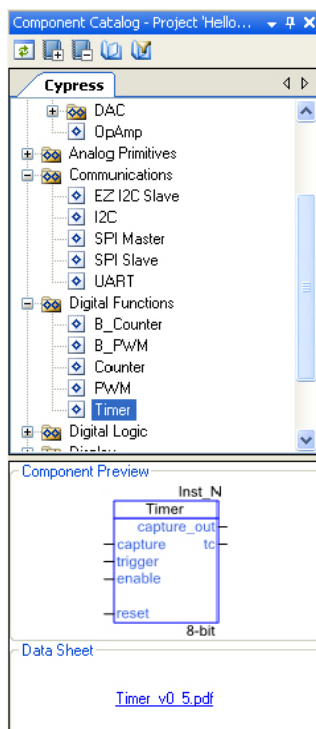 Component Catalog - Project 'Hello...
Cypress
DAC
OpAmp
Analog Primitives
Communications
EZ I2C Slave
I2C
SPI Master
SPI Slave
UART
Digital Functions
B_Counter
B_PWM
Counter
PWM
Timer
Digital Logic
Display
Component Preview
Inst_N
Timer
capture_out
capture tc
trigger
enable
reset
8-bit
Data Sheet
Timer_v0_5.pdf